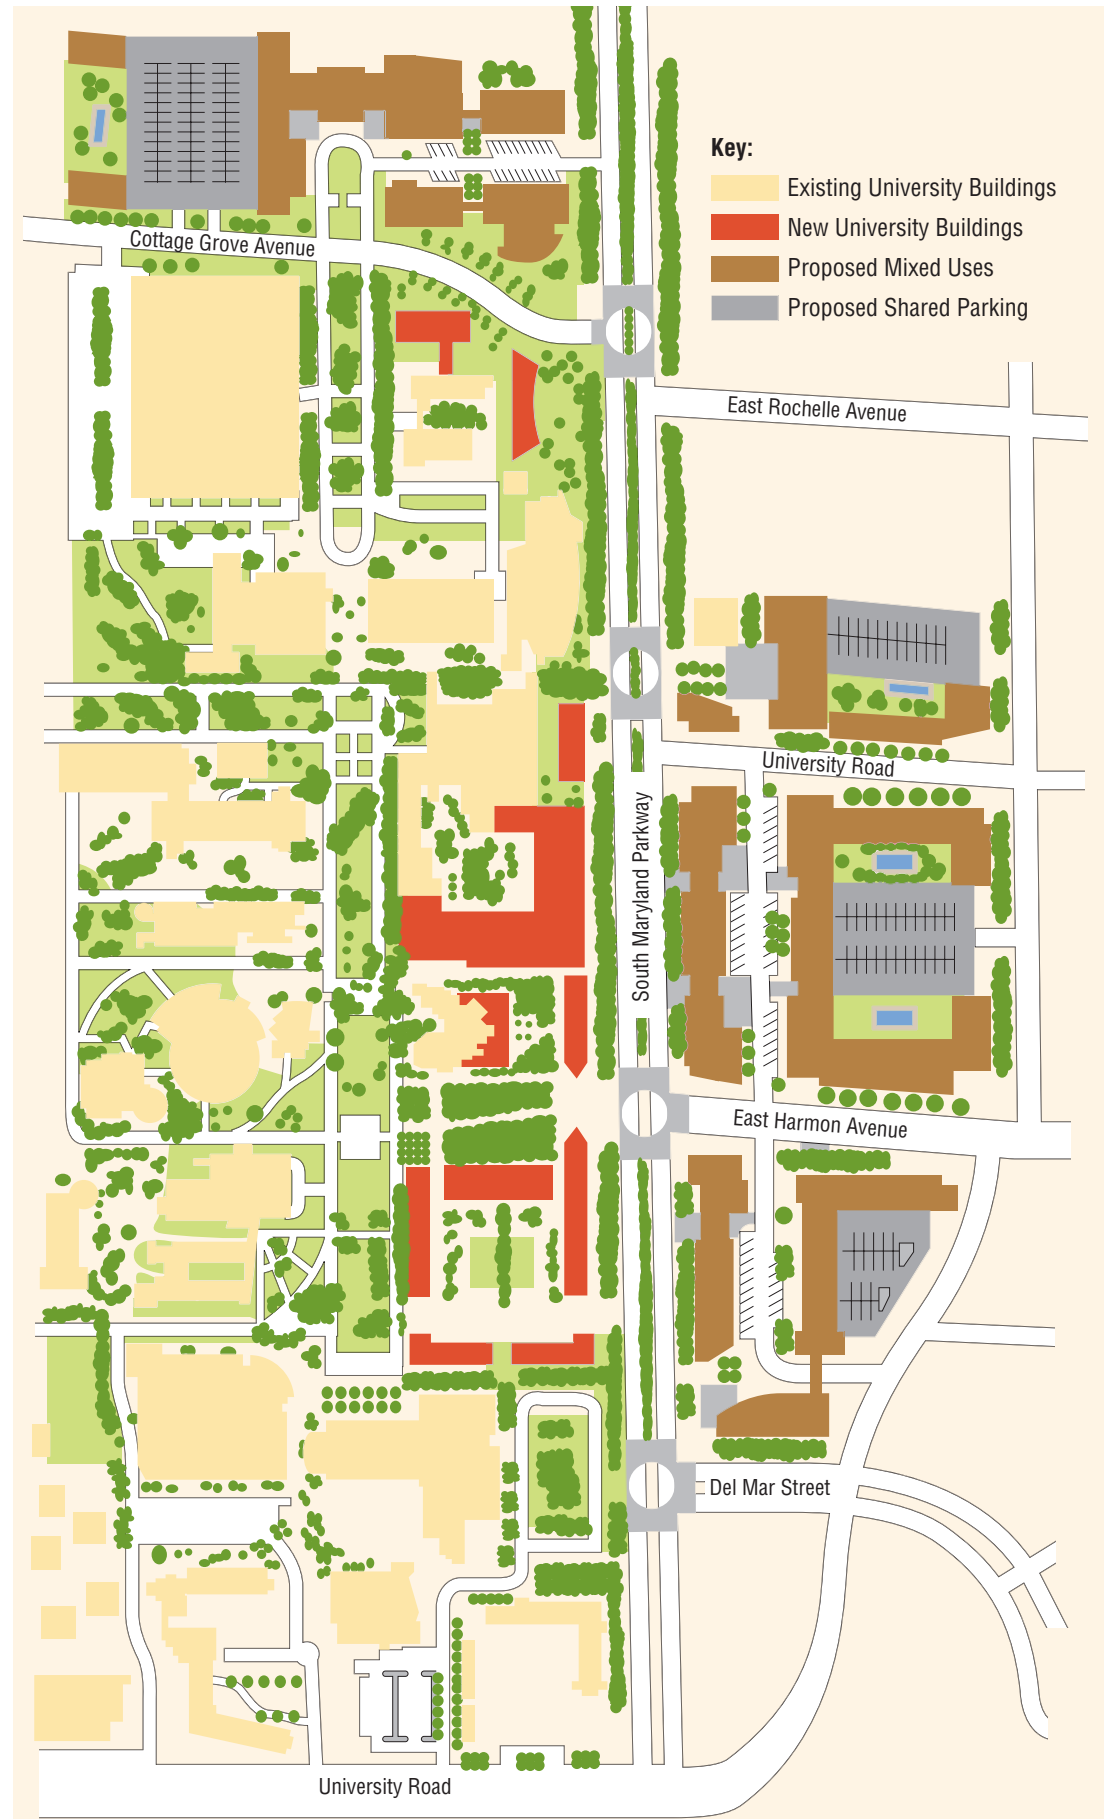 Key:
Existing University Buildings
New University Buildings
Proposed Mixed Uses
Proposed Shared Parking
Cottage Grove Avenue
East Rochelle Avenue
University Road
South Maryland Parkway
East Harmon Avenue
Del Mar Street
University Road